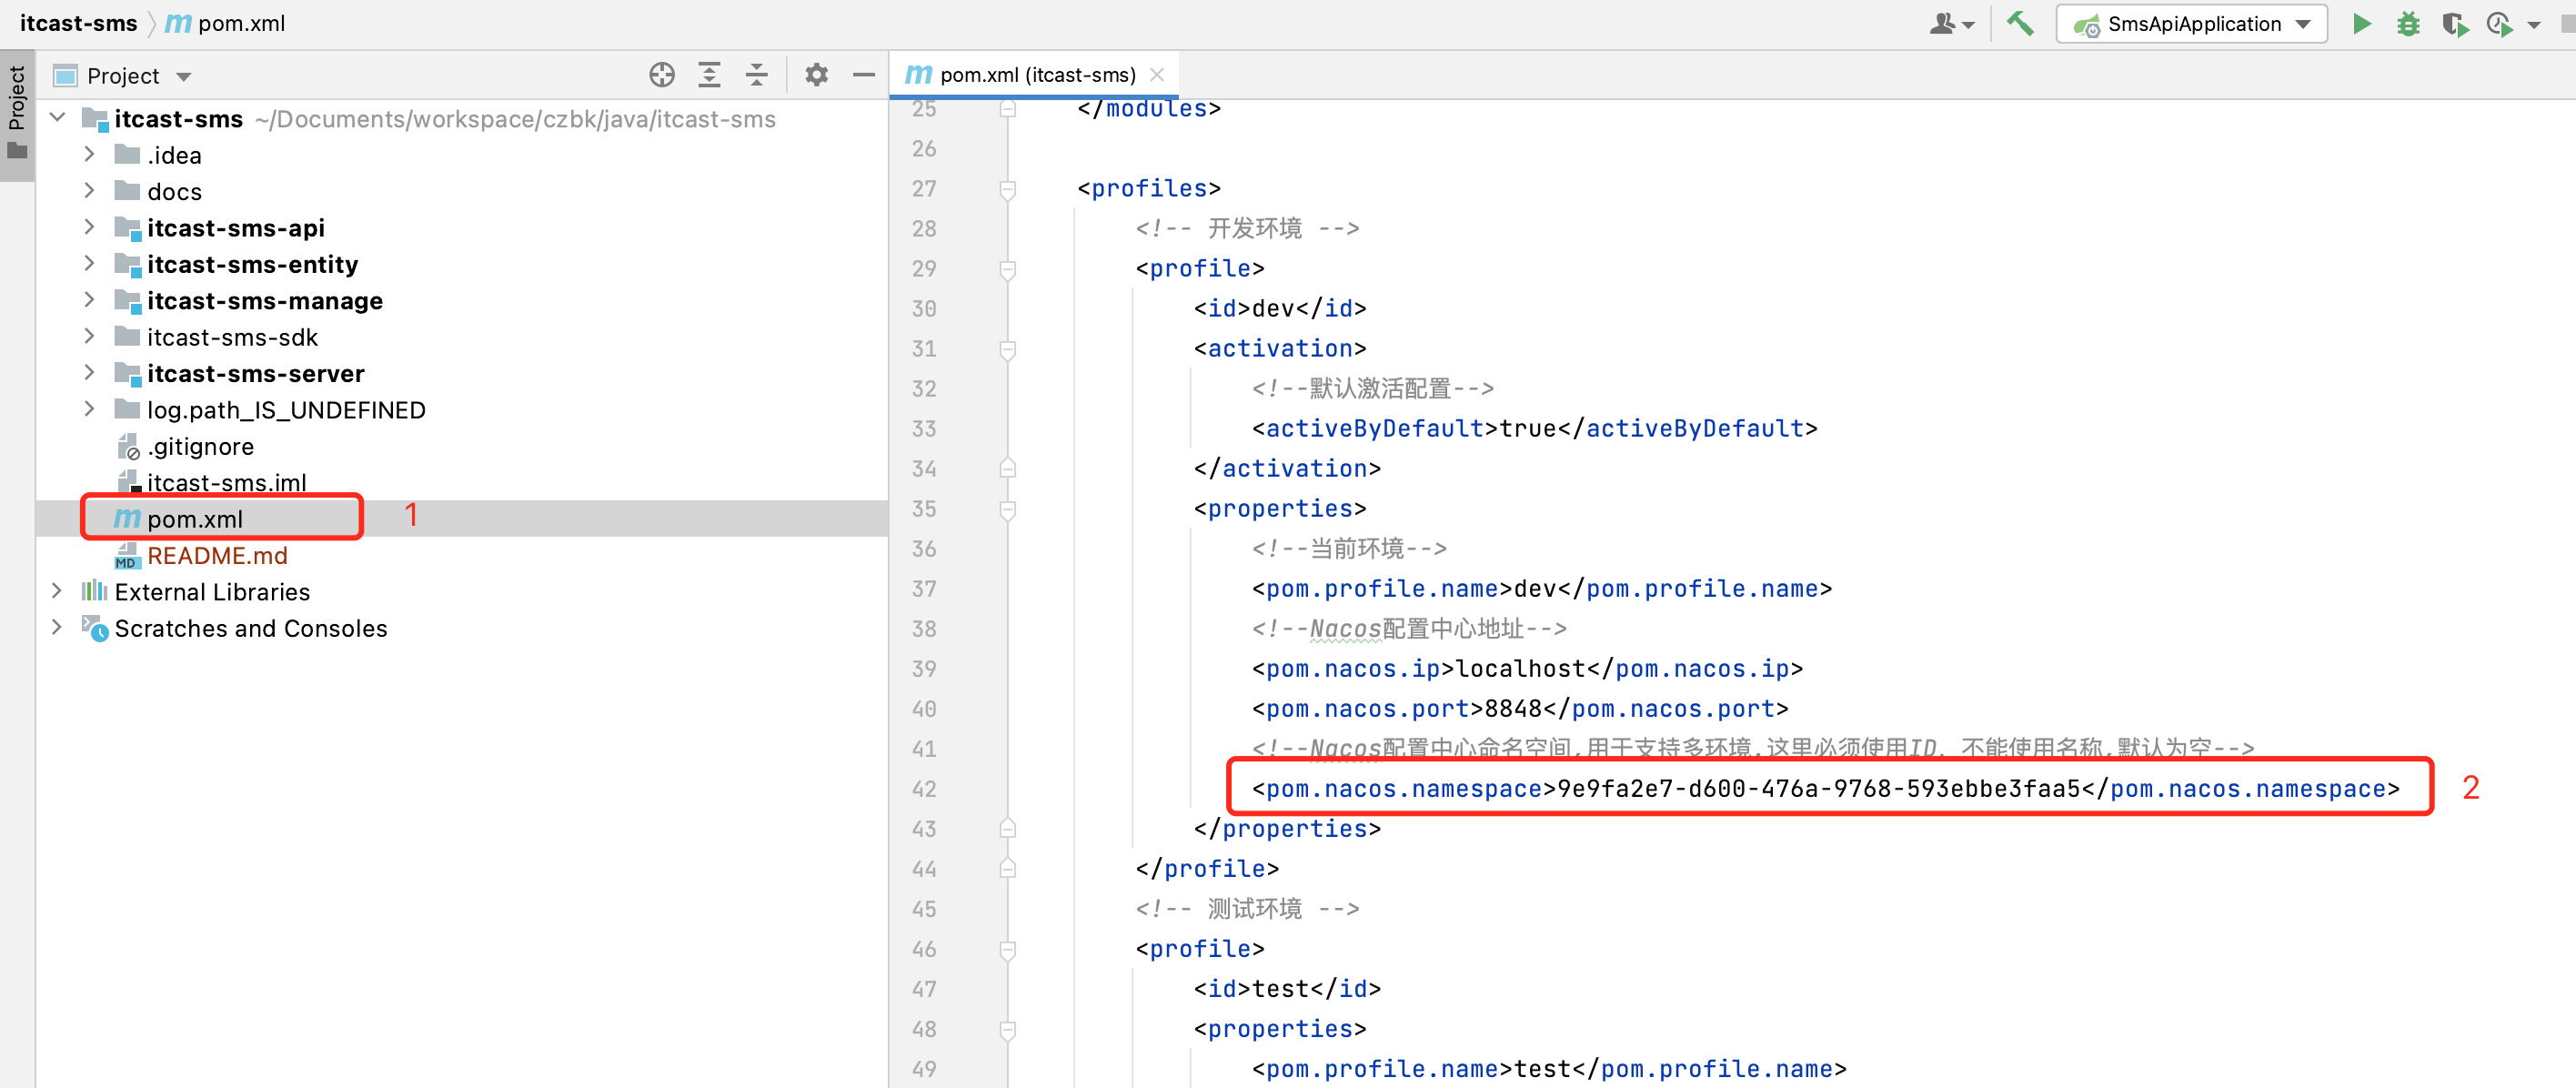 itcast-sms
pom.xml
SmsApiApplication
Project
Project
pom.xml (itcast-sms)
itcast-sms ~/Documents/workspace/czbk/java/itcast-sms
.idea
docs
itcast-sms-api
itcast-sms-entity
itcast-sms-manage
itcast-sms-sdk
itcast-sms-server
log.path_IS_UNDEFINED
.gitignore
itcast-sms.iml
pom.xml 1
README.md
External Libraries
Scratches and Consoles
25 </modules>
26
27 <profiles>
28 <!-- 开发环境 -->
29 <profile>
30 <id>dev</id>
31 <activation>
32 <!--默认激活配置-->
33 <activeByDefault>true</activeByDefault>
34 </activation>
35 <properties>
36 <!--当前环境-->
37 <pom.profile.name>dev</pom.profile.name>
38 <!--Nacos配置中心地址-->
39 <pom.nacos.ip>localhost</pom.nacos.ip>
40 <pom.nacos.port>8848</pom.nacos.port>
41 <!--Nacos配置中心命名空间,用于支持多环境.这里必须使用ID, 不能使用名称,默认为空-->
42 <pom.nacos.namespace>9e9fa2e7-d600-476a-9768-593ebbe3faa5</pom.nacos.namespace> 2
43 </properties>
44 </profile>
45 <!-- 测试环境 -->
46 <profile>
47 <id>test</id>
48 <properties>
49 <pom.profile.name>test</pom.profile.name>